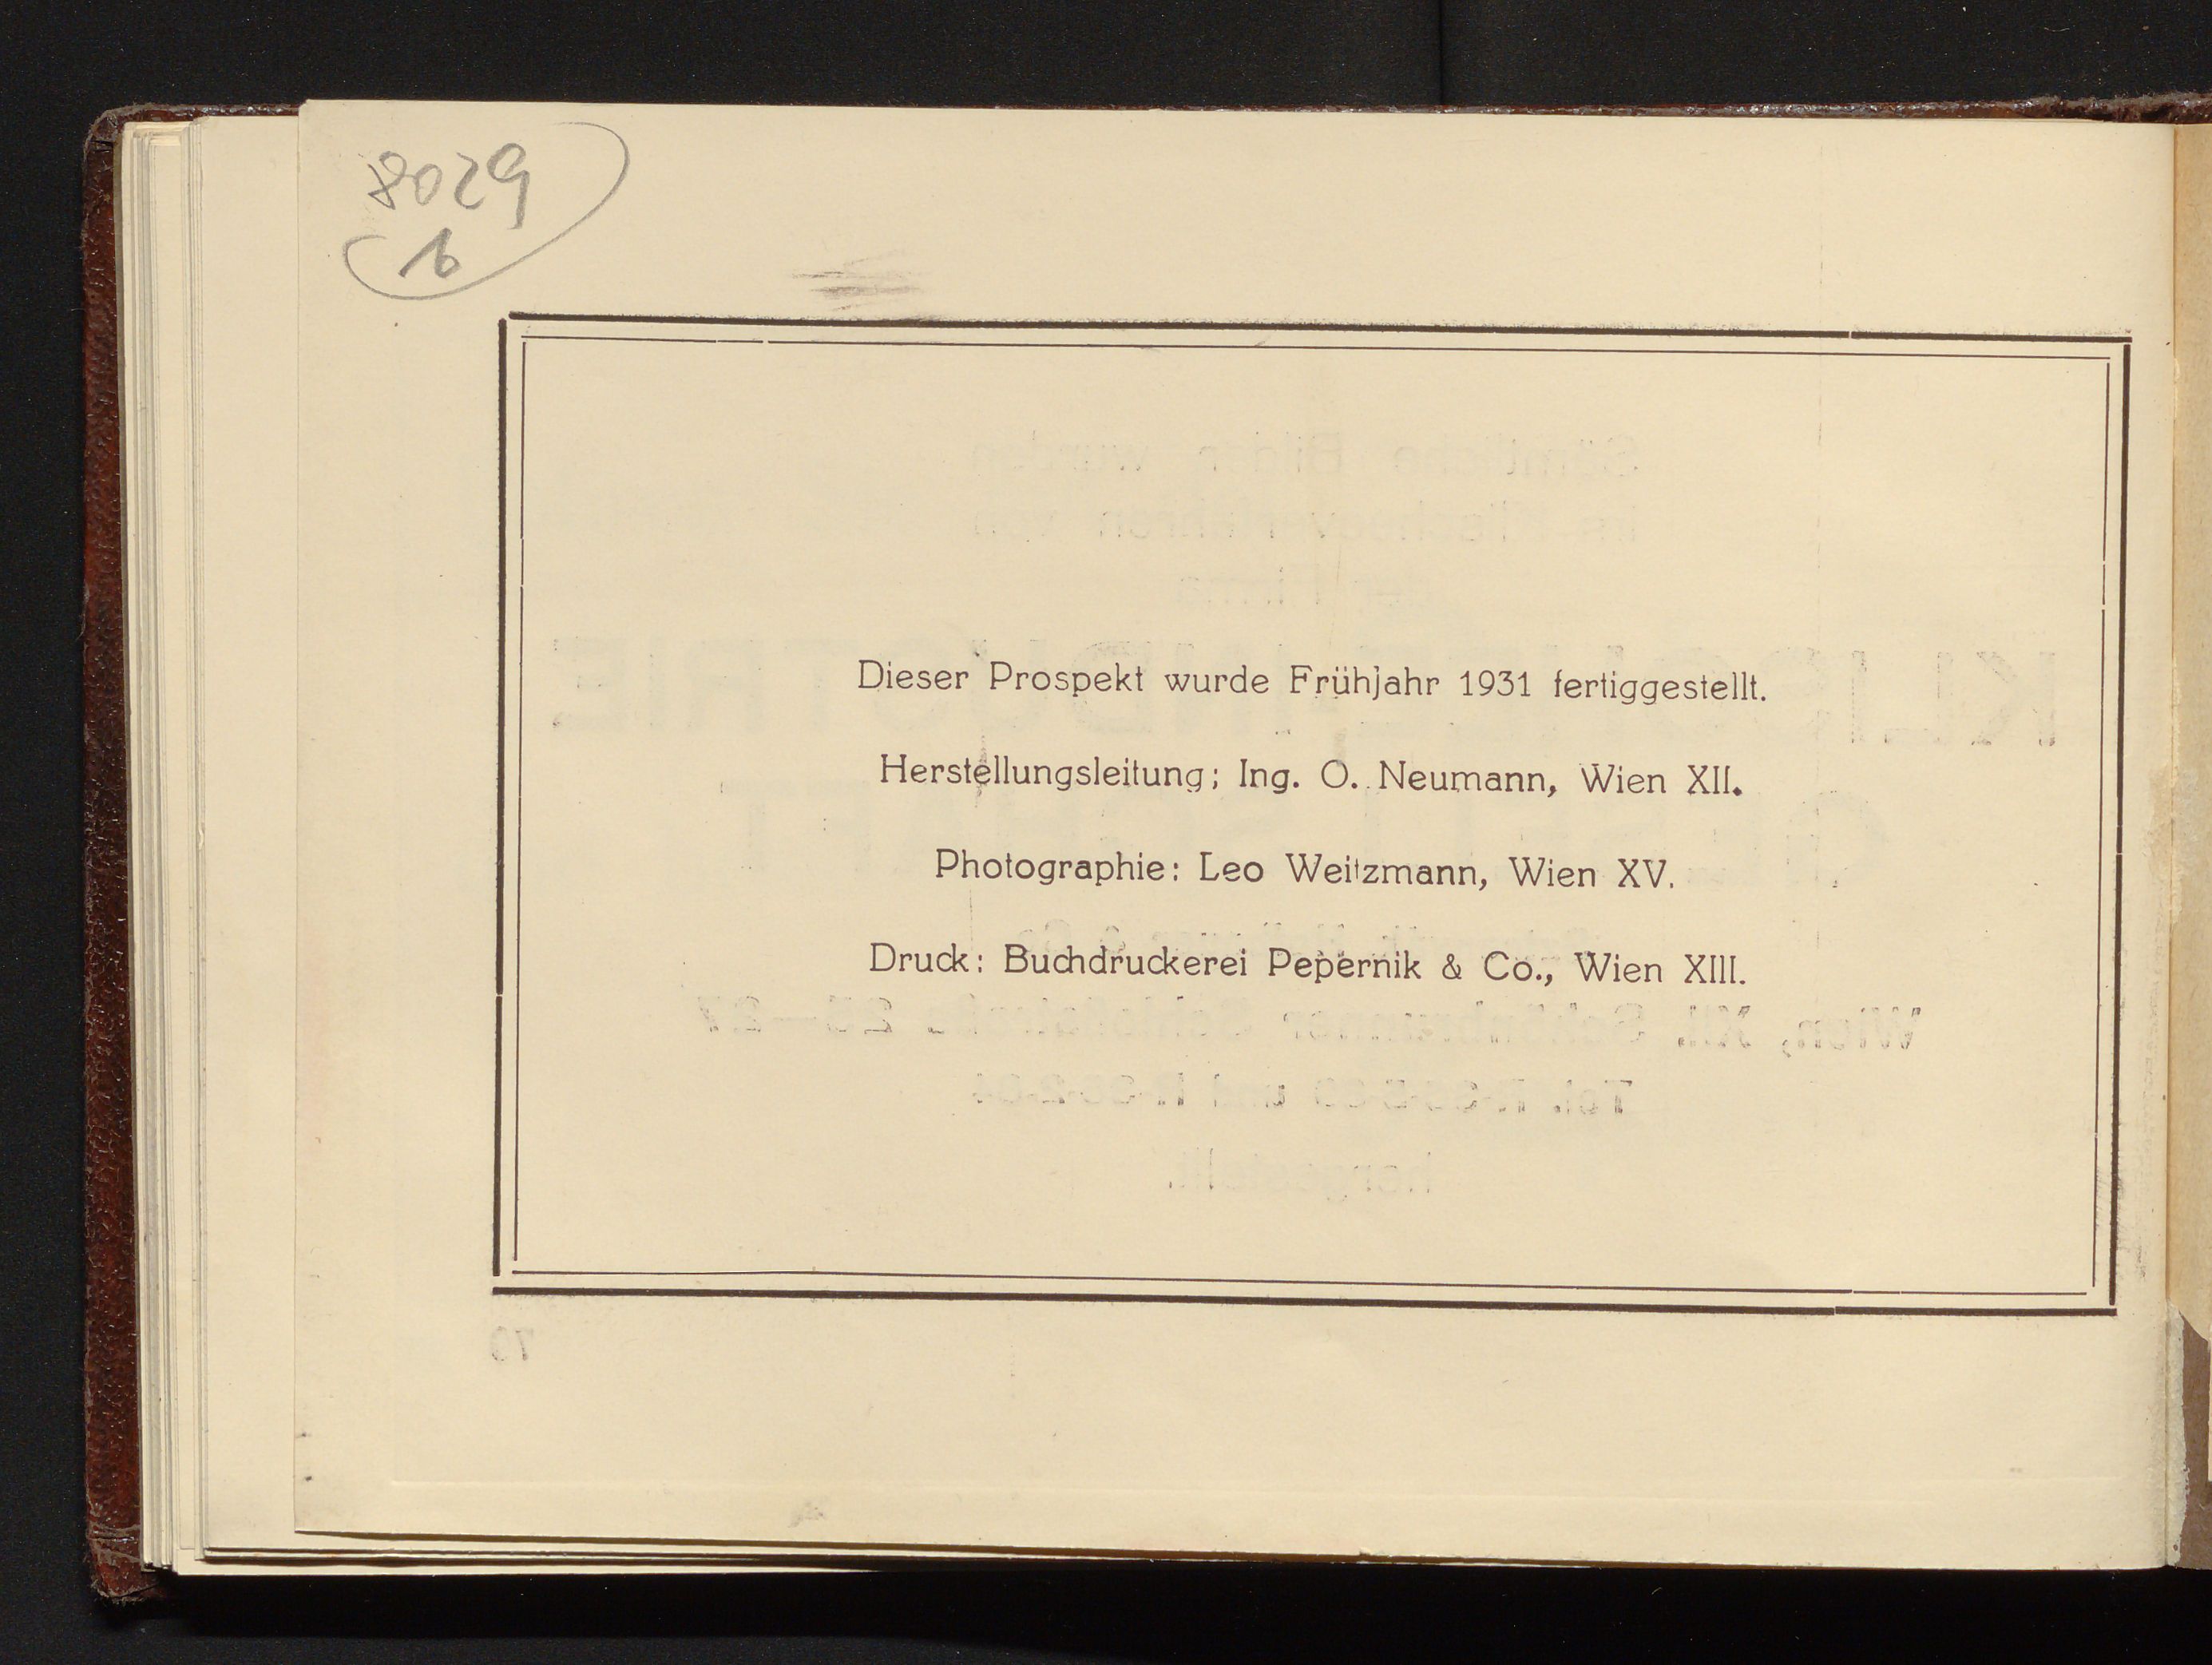 8029
Dieser Prospekt wurde Frühjahr 1931 fertiggestellt.
Herstellungsleitung; Ing. O. Neumann, Wien XII.
Photographie: Leo Weitzmann, Wien XV.
Druck: Buchdruckerei Pepernik & Co., Wien XIII.